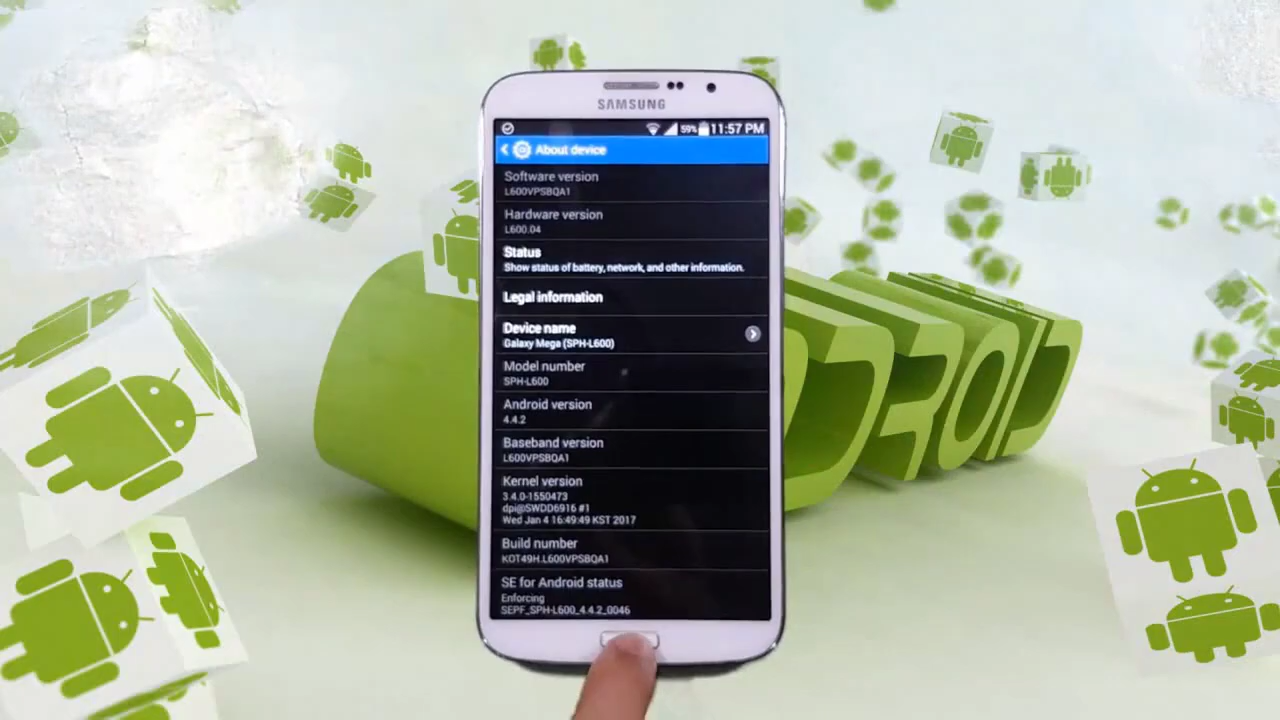 SAMSUNG
59% 11:57 PM
About device
Software version
L600VPSBQA1
Hardware version
L600.04
Status
Show status of battery, network, and other information.
Legal information
Device name
Galaxy Mega (SPH-L600)
Model number
SPH-L600
Android version
4.4.2
Baseband version
L600VPSBQA1
Kernel version
3.4.0-1550473
dpi@SWDD6916 #1
Wed Jan 4 16:49:49 KST 2017
Build number
KOT49H.L600VPSBQA1
SE for Android status
Enforcing
SEPF_SPH-L600_4.4.2_0046
DROID